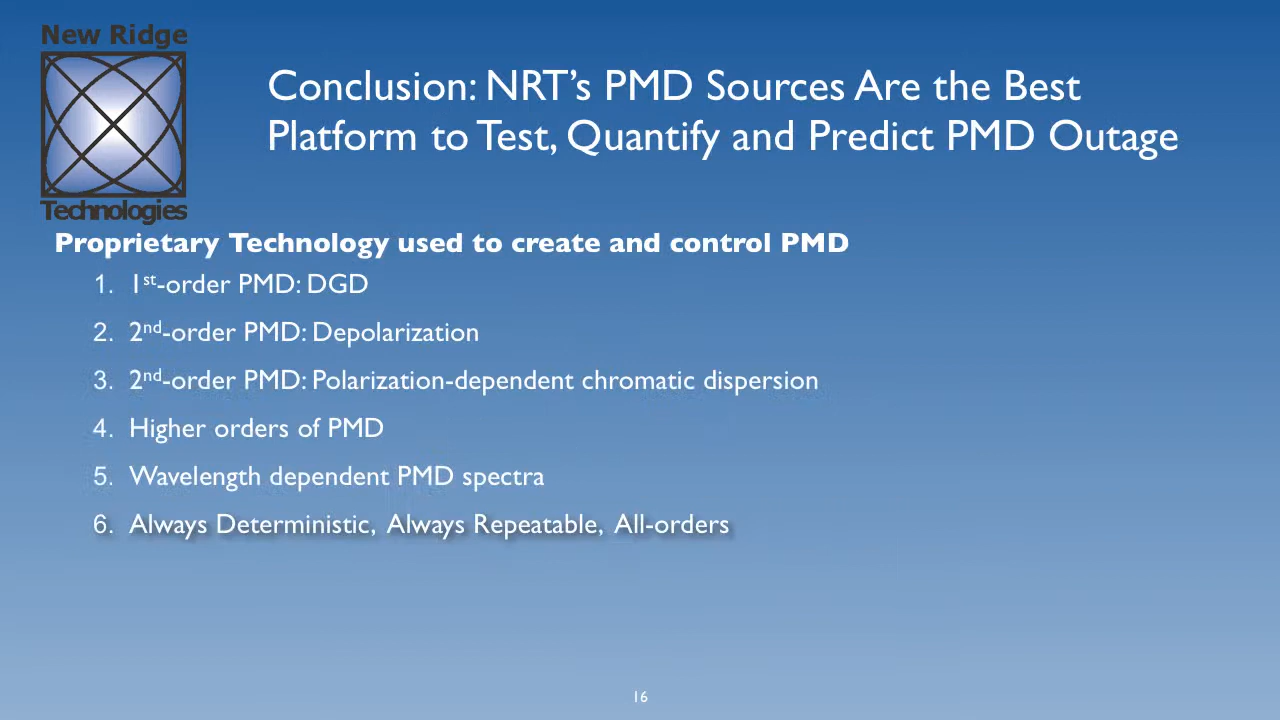 New Ridge
Technologies
Conclusion: NRT's PMD Sources Are the Best
Platform to Test, Quantify and Predict PMD Outage
Proprietary Technology used to create and control PMD
1. 1st-order PMD: DGD
2. 2nd-order PMD: Depolarization
3. 2nd-order PMD: Polarization-dependent chromatic dispersion
4. Higher orders of PMD
5. Wavelength dependent PMD spectra
6. Always Deterministic, Always Repeatable, All-orders
16